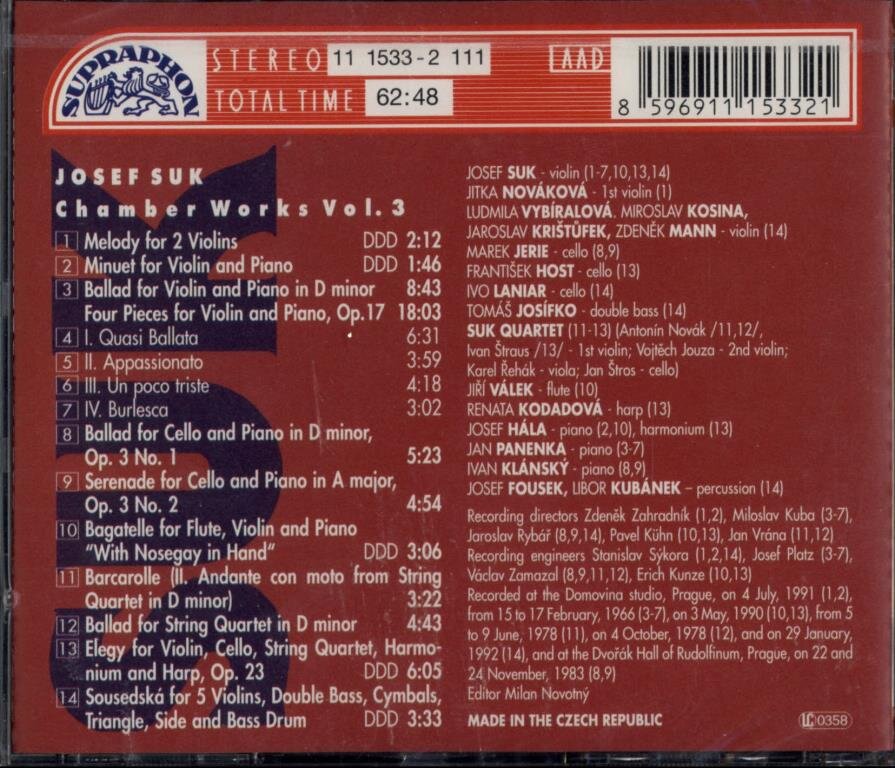 SUPRAPHON
STEREO 11 1533-2 111 LAAD
TOTAL TIME 62:48
8 596911 153321
SUK
JOSEF SUK
Chamber Works Vol. 3
1 Melody for 2 Violins DDD 2:12
2 Minuet for Violin and Piano DDD 1:46
3 Ballad for Violin and Piano in D minor 8:43
Four Pieces for Violin and Piano, Op.17 18:03
4 I. Quasi Ballata 6:31
5 II. Appassionato 3:59
6 III. Un poco triste 4:18
7 IV. Burlesca 3:02
8 Ballad for Cello and Piano in D minor,
Op. 3 No. 1 5:23
9 Serenade for Cello and Piano in A major,
Op. 3 No. 2 4:54
10 Bagatelle for Flute, Violin and Piano
"With Nosegay in Hand" DDD 3:06
11 Barcarolle (II. Andante con moto from String
Quartet in D minor) 3:22
12 Ballad for String Quartet in D minor 4:43
13 Elegy for Violin, Cello, String Quartet, Harmo-
nium and Harp, Op. 23 DDD 6:05
14 Sousedská for 5 Violins, Double Bass, Cymbals,
Triangle, Side and Bass Drum DDD 3:33
JOSEF SUK - violin (1-7,10,13,14)
JITKA NOVÁKOVÁ - 1st violin (1)
LUDMILA VYBÍRALOVÁ. MIROSLAV KOSINA,
JAROSLAV KRIŠTŮFEK, ZDENĚK MANN - violin (14)
MAREK JERIE - cello (8,9)
FRANTIŠEK HOST - cello (13)
IVO LANIAR - cello (14)
TOMÁŠ JOSÍFKO - double bass (14)
SUK QUARTET (11-13) (Antonín Novák /11,12/,
Ivan Štraus /13/ - 1st violin; Vojtěch Jouza - 2nd violin;
Karel Řehák - viola; Jan Štros - cello)
JIŘÍ VÁLEK - flute (10)
RENATA KODADOVÁ - harp (13)
JOSEF HÁLA - piano (2,10), harmonium (13)
JAN PANENKA - piano (3-7)
IVAN KLÁNSKÝ - piano (8,9)
JOSEF FOUSEK, LIBOR KUBÁNEK – percussion (14)
Recording directors Zdeněk Zahradník (1,2), Miloslav Kuba (3-7),
Jaroslav Rybář (8,9,14), Pavel Kühn (10,13), Jan Vrána (11,12)
Recording engineers Stanislav Sýkora (1,2,14), Josef Platz (3-7),
Václav Zamazal (8,9,11,12), Erich Kunze (10,13)
Recorded at the Domovina studio, Prague, on 4 July, 1991 (1,2),
from 15 to 17 February, 1966 (3-7), on 3 May, 1990 (10,13), from 5
to 9 June, 1978 (11), on 4 October, 1978 (12), and on 29 January,
1992 (14), and at the Dvořák Hall of Rudolfinum, Prague, on 22 and
24 November, 1983 (8,9)
Editor Milan Novotný
MADE IN THE CZECH REPUBLIC LC 0358